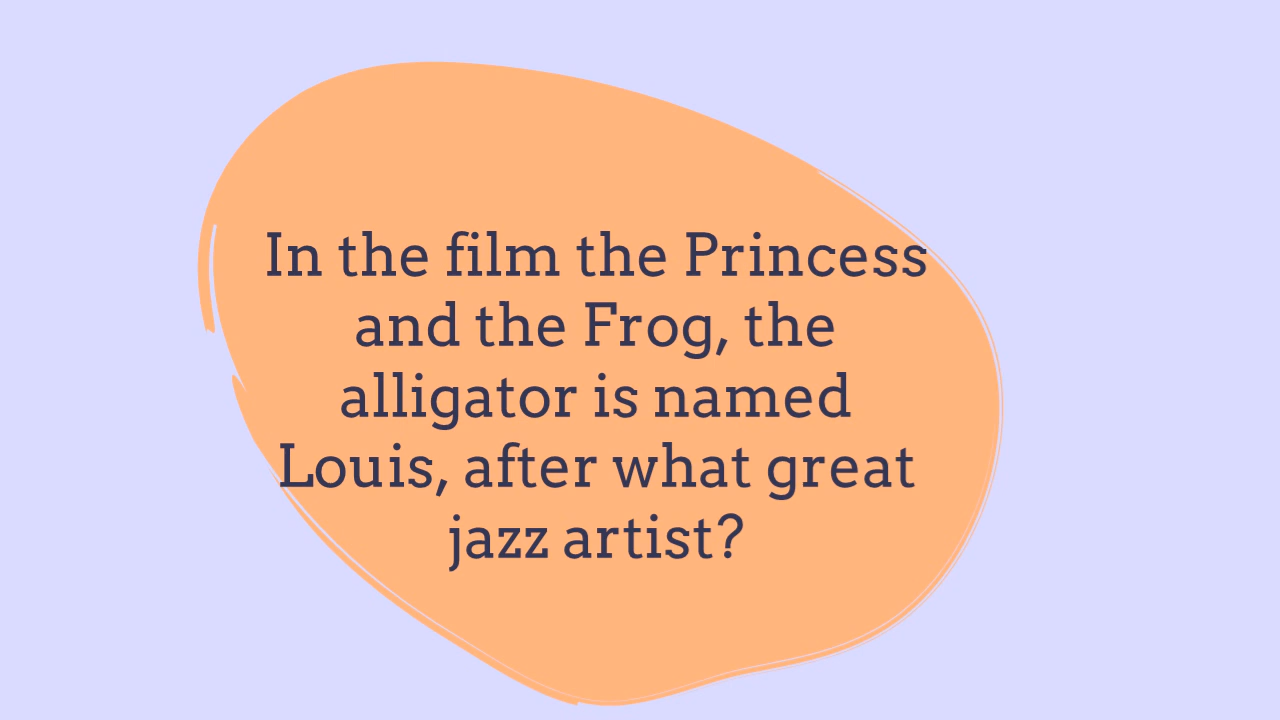 In the film the Princess
and the Frog, the
alligator is named
Louis, after what great
jazz artist?